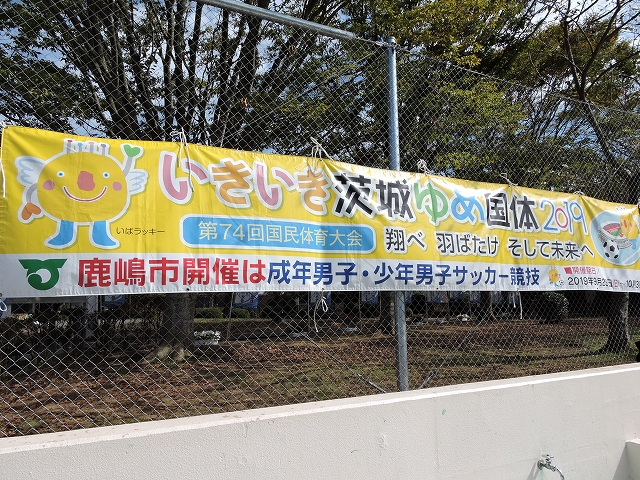 いきいき茨城ゆめ国体2019
いばラッキー
第74回国民体育大会
翔べ 羽ばたけ そして未来へ
鹿嶋市開催は成年男子・少年男子サッカー競技
開催期日